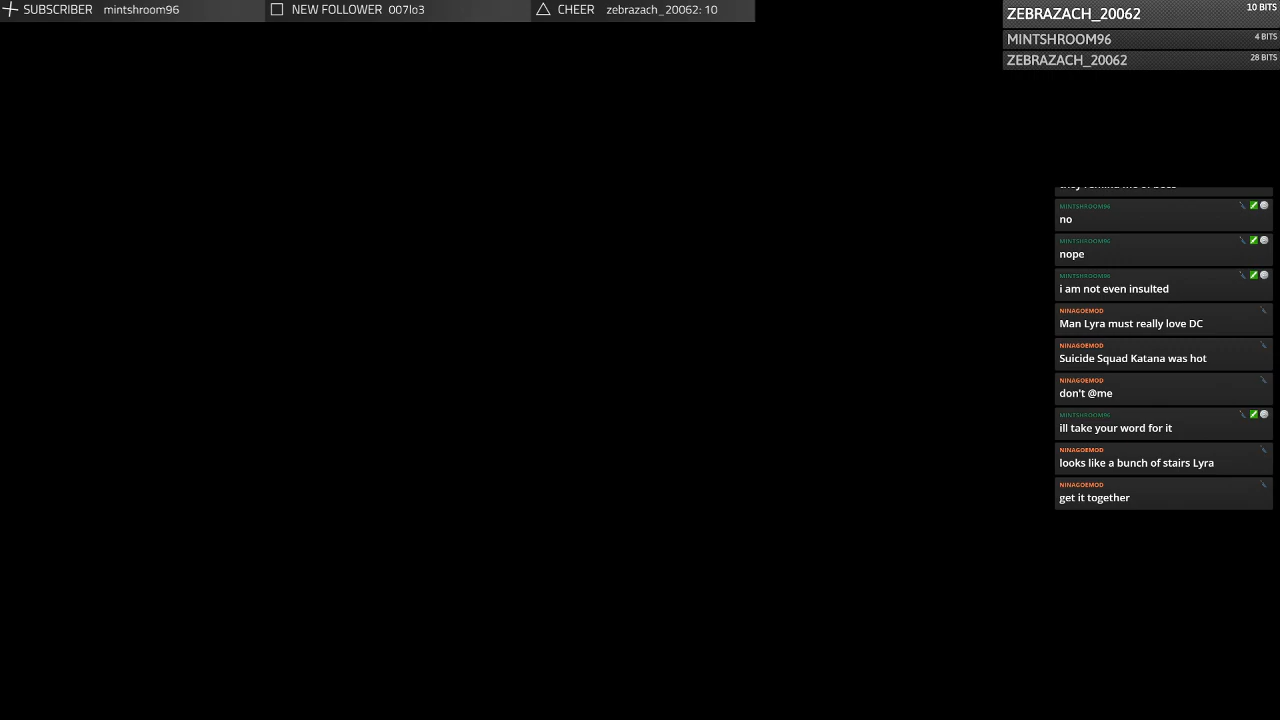 SUBSCRIBER mintshroom96
NEW FOLLOWER 007lo3
CHEER zebrazach_20062: 10
ZEBRAZACH_20062 10 BITS
MINTSHROOM96 4 BITS
ZEBRAZACH_20062 28 BITS
MINTSHROOM96
no
MINTSHROOM96
nope
MINTSHROOM96
i am not even insulted
NINAGOEMOD
Man Lyra must really love DC
NINAGOEMOD
Suicide Squad Katana was hot
NINAGOEMOD
don't @me
MINTSHROOM96
ill take your word for it
NINAGOEMOD
looks like a bunch of stairs Lyra
NINAGOEMOD
get it together